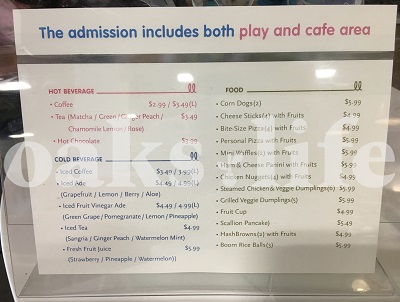 The admission includes both play and cafe area
HOT BEVERAGE
• Coffee $2.99 / $3.49(L)
• Tea (Matcha / Green / Ginger Peach / $3.49
Chamomile Lemon / Rose)
• Hot Chocolate $3.99
COLD BEVERAGE
• Iced Coffee $3.49 / 3.99(L)
• Iced Ade $4.49 / 4.99(L)
(Grapefruit / Lemon / Berry / Aloe)
• Iced Fruit Vinegar Ade $4.49 / 4.99(L)
(Green Grape / Pomegranate / Lemon / Pineapple)
• Iced Tea $4.99
(Sangria / Ginger Peach / Watermelon Mint)
• Fresh Fruit Juice $5.99
(Strawberry / Pineapple / Watermelon))
FOOD
• Corn Dogs(2) $5.99
• Cheese Sticks(4) with Fruits $4.99
• Bite-Size Pizza(4) with Fruits $4.99
• Personal Pizza with Fruits $5.99
• Mini Waffles(2) with Fruits $5.99
• Ham & Cheese Panini with Fruits $5.99
• Chicken Nuggets(4) with Fruits $4.99
• Steamed Chicken & Veggie Dumplings(6) $5.99
• Grilled Veggie Dumplings(5) $5.99
• Fruit Cup $4.99
• Scallion Pancake $5.49
• HashBrowns(2) with Fruits $4.99
• Boom Rice Balls(3) $5.99